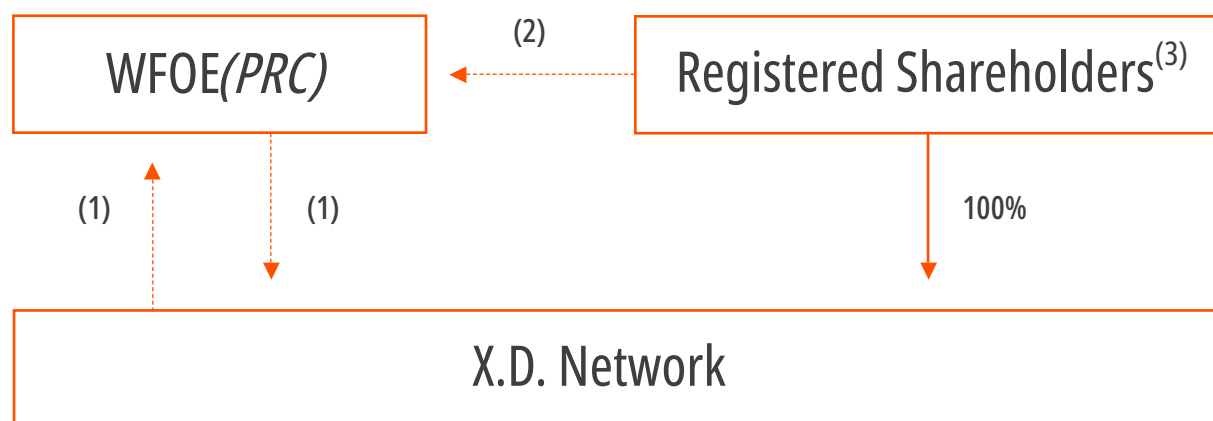 WFOE(PRC)
(2)
Registered Shareholders(3)
(1)
(1)
100%
X.D. Network